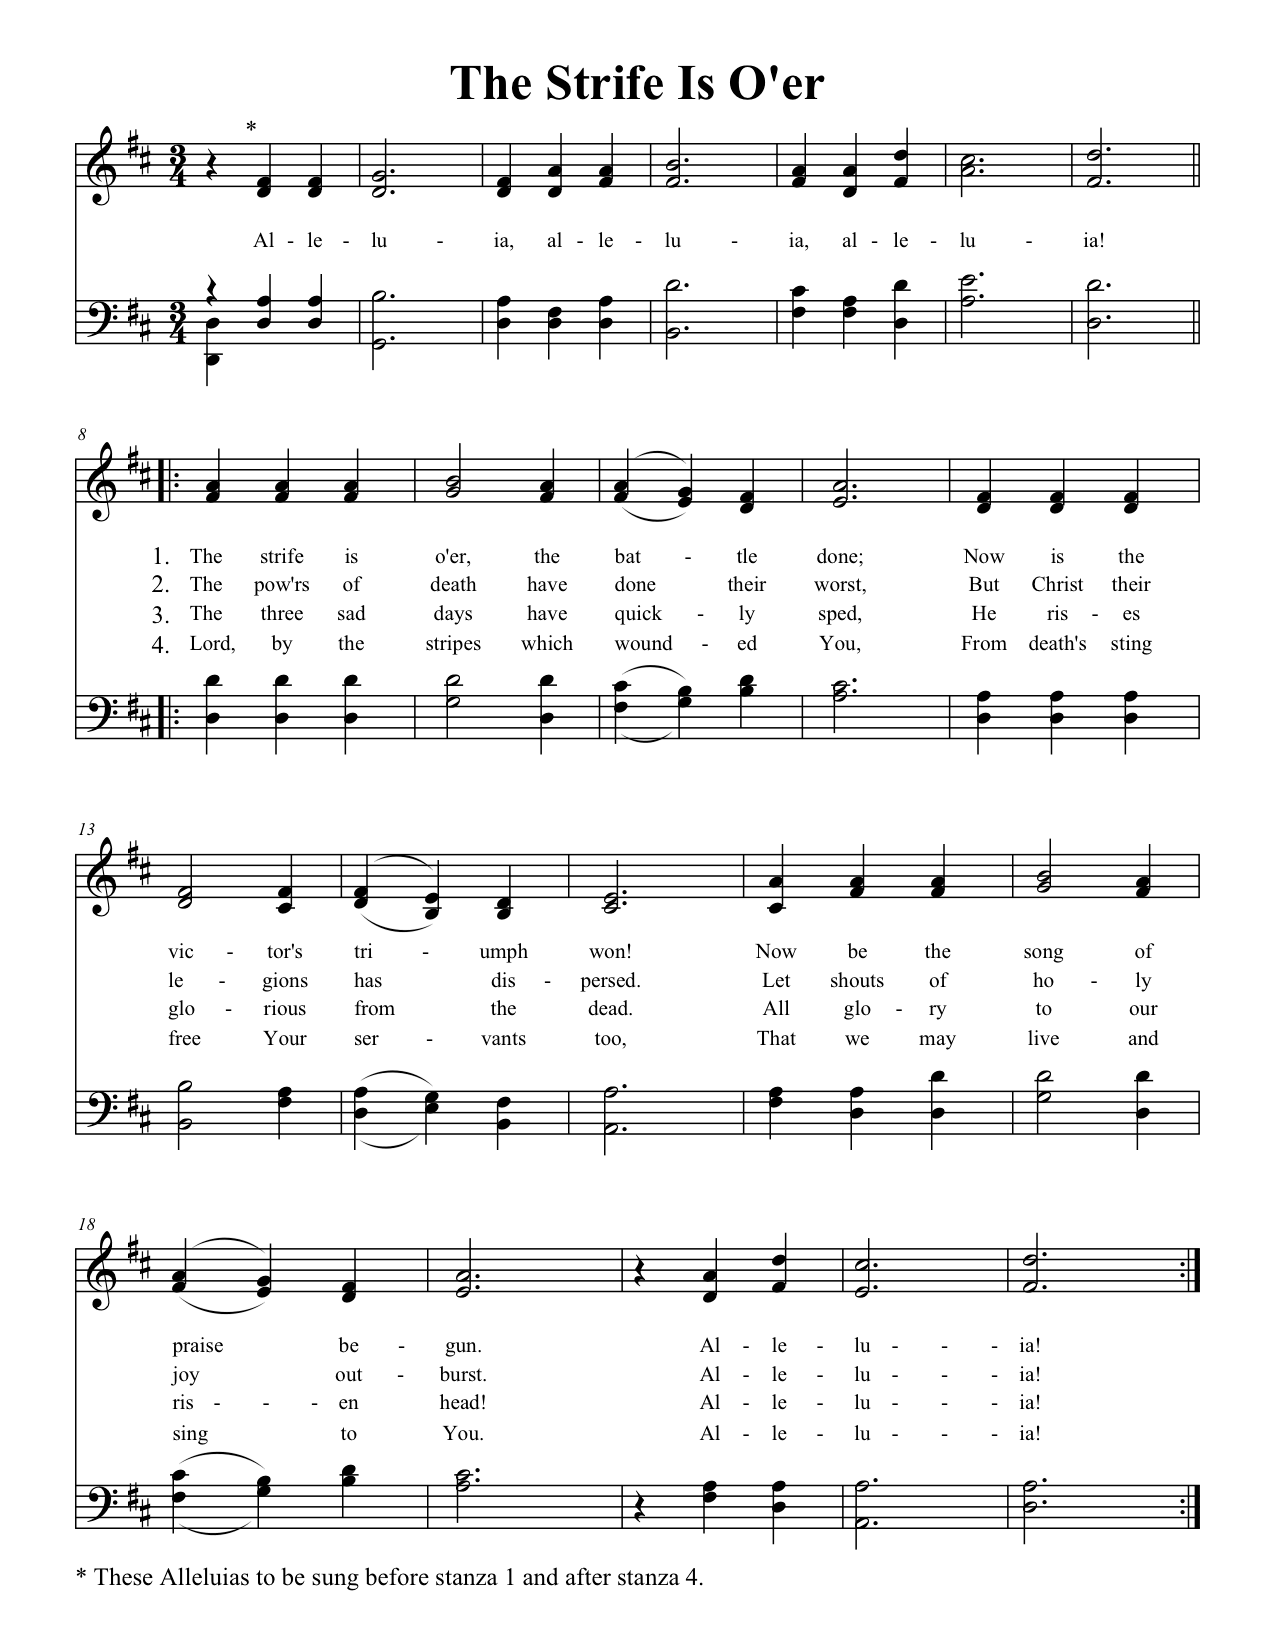 The Strife Is O'er
*
3
4
Al - le - lu - ia, al - le - lu - ia, al - le - lu - ia!
3
4
8
1. The strife is o'er, the bat - tle done; Now is the
2. The pow'rs of death have done their worst, But Christ their
3. The three sad days have quick - ly sped, He ris - es
4. Lord, by the stripes which wound - ed You, From death's sting
13
vic - tor's tri - umph won! Now be the song of
le - gions has dis - persed. Let shouts of ho - ly
glo - rious from the dead. All glo - ry to our
free Your ser - vants too, That we may live and
18
praise be - gun. Al - le - lu - - - ia!
joy out - burst. Al - le - lu - - - ia!
ris - - - en head! Al - le - lu - - - ia!
sing to You. Al - le - lu - - - ia!
* These Alleluias to be sung before stanza 1 and after stanza 4.